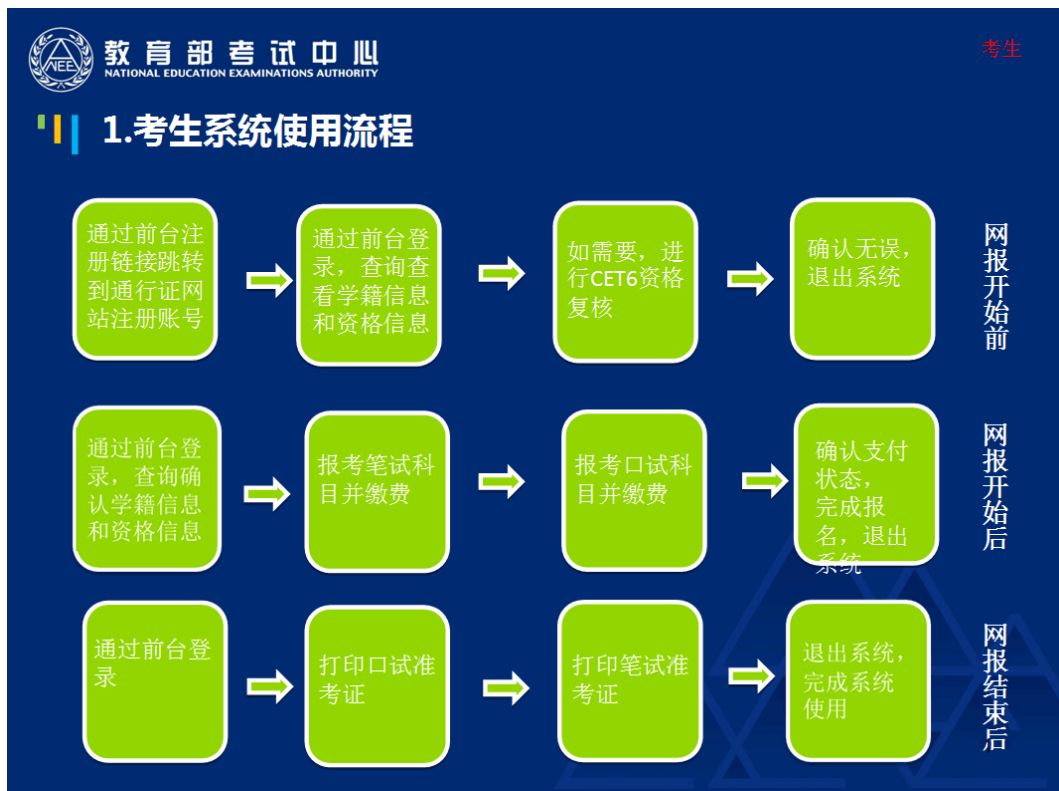 教育部考试中心
NATIONAL EDUCATION EXAMINATIONS AUTHORITY
NEE
考生
1.考生系统使用流程
通过前台注
册链接跳转
到通行证网
站注册账号
通过前台登
录，查询查
看学籍信息
和资格信息
如需要，进
行CET6资格
复核
确认无误，
退出系统
网报开始前
通过前台登
录，查询确
认学籍信息
和资格信息
报考笔试科
目并缴费
报考口试科
目并缴费
确认支付
状态，
完成报
名，退出
系统
网报开始后
通过前台登
录
打印口试准
考证
打印笔试准
考证
退出系统，
完成系统
使用
网报结束后